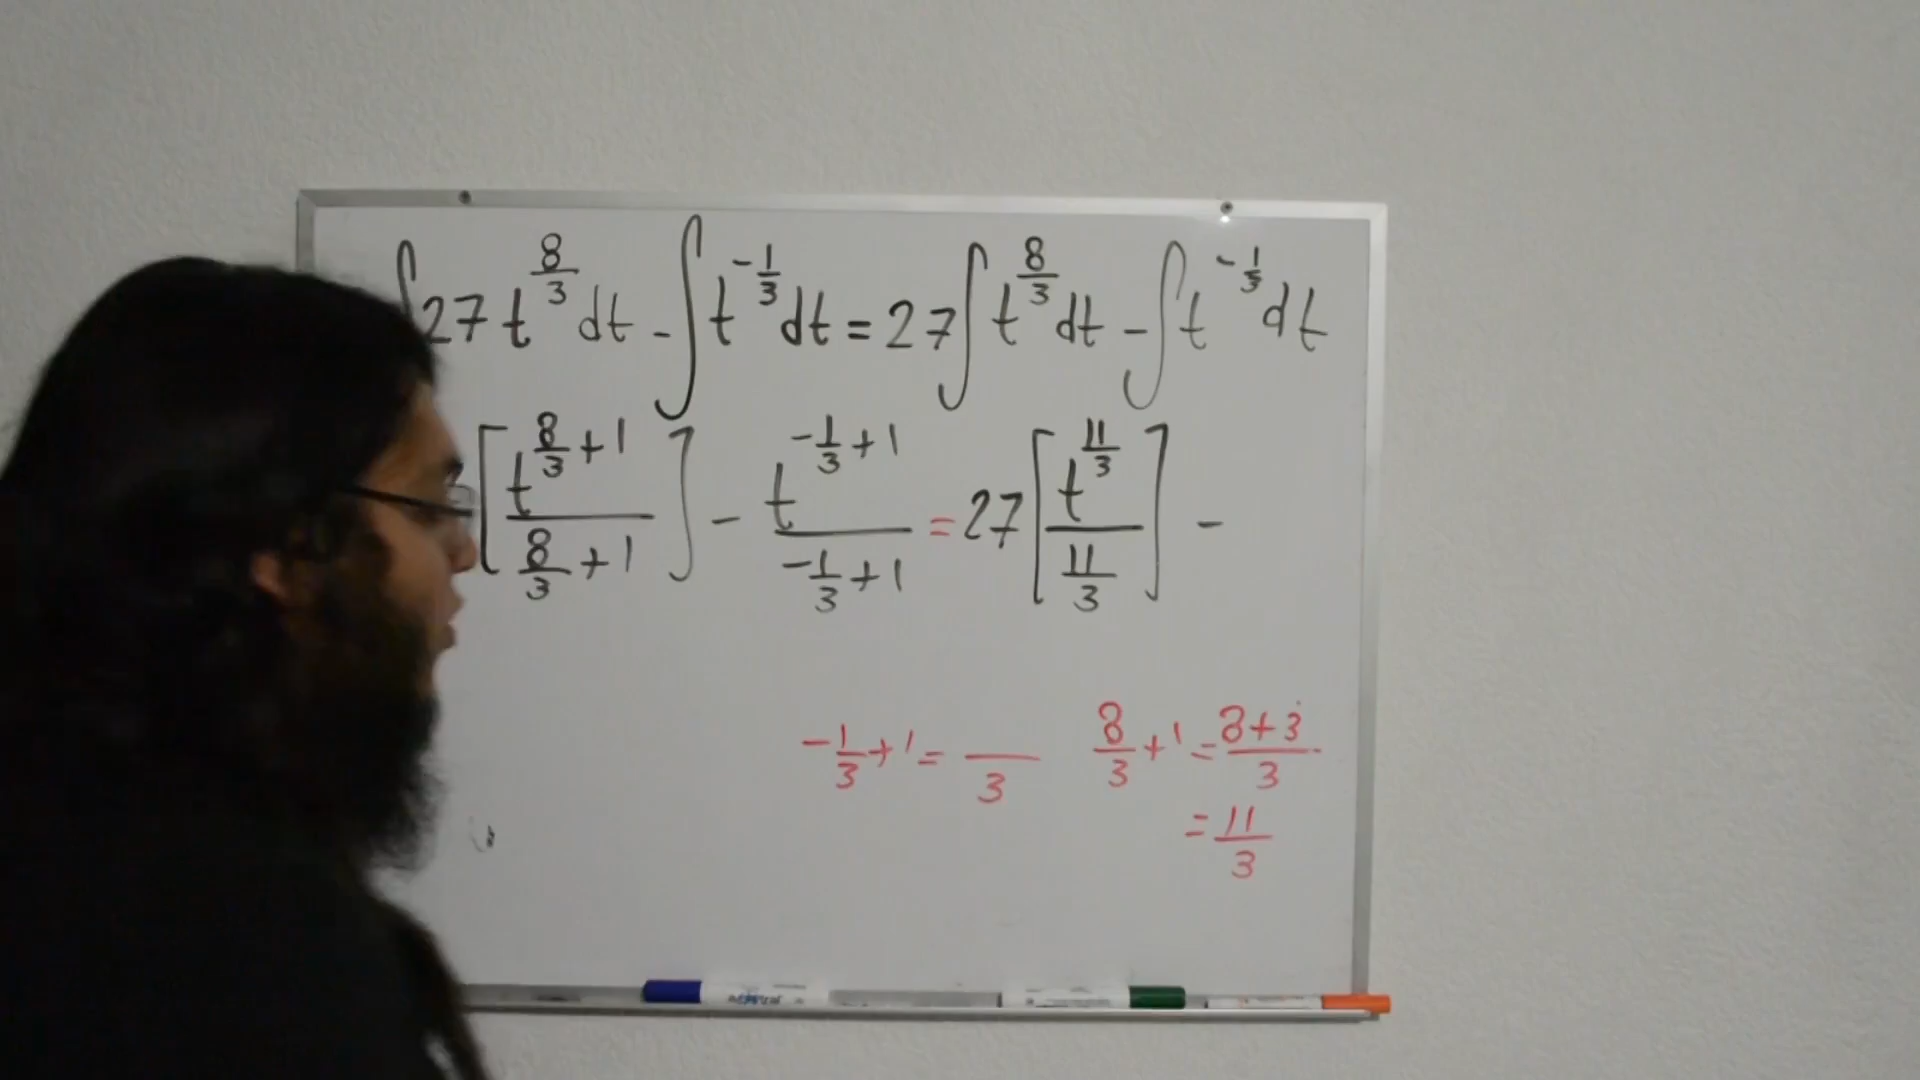 ∫27 t^(8/3) dt - ∫ t^(-1/3) dt = 27 ∫ t^(8/3) dt - ∫ t^(-1/3) dt
[ t^(8/3 + 1) / (8/3 + 1) ] - t^(-1/3 + 1) / (-1/3 + 1) = 27 [ t^(11/3) / (11/3) ] -
-1/3 + 1 = /3
8/3 + 1 = (8+3)/3
= 11/3